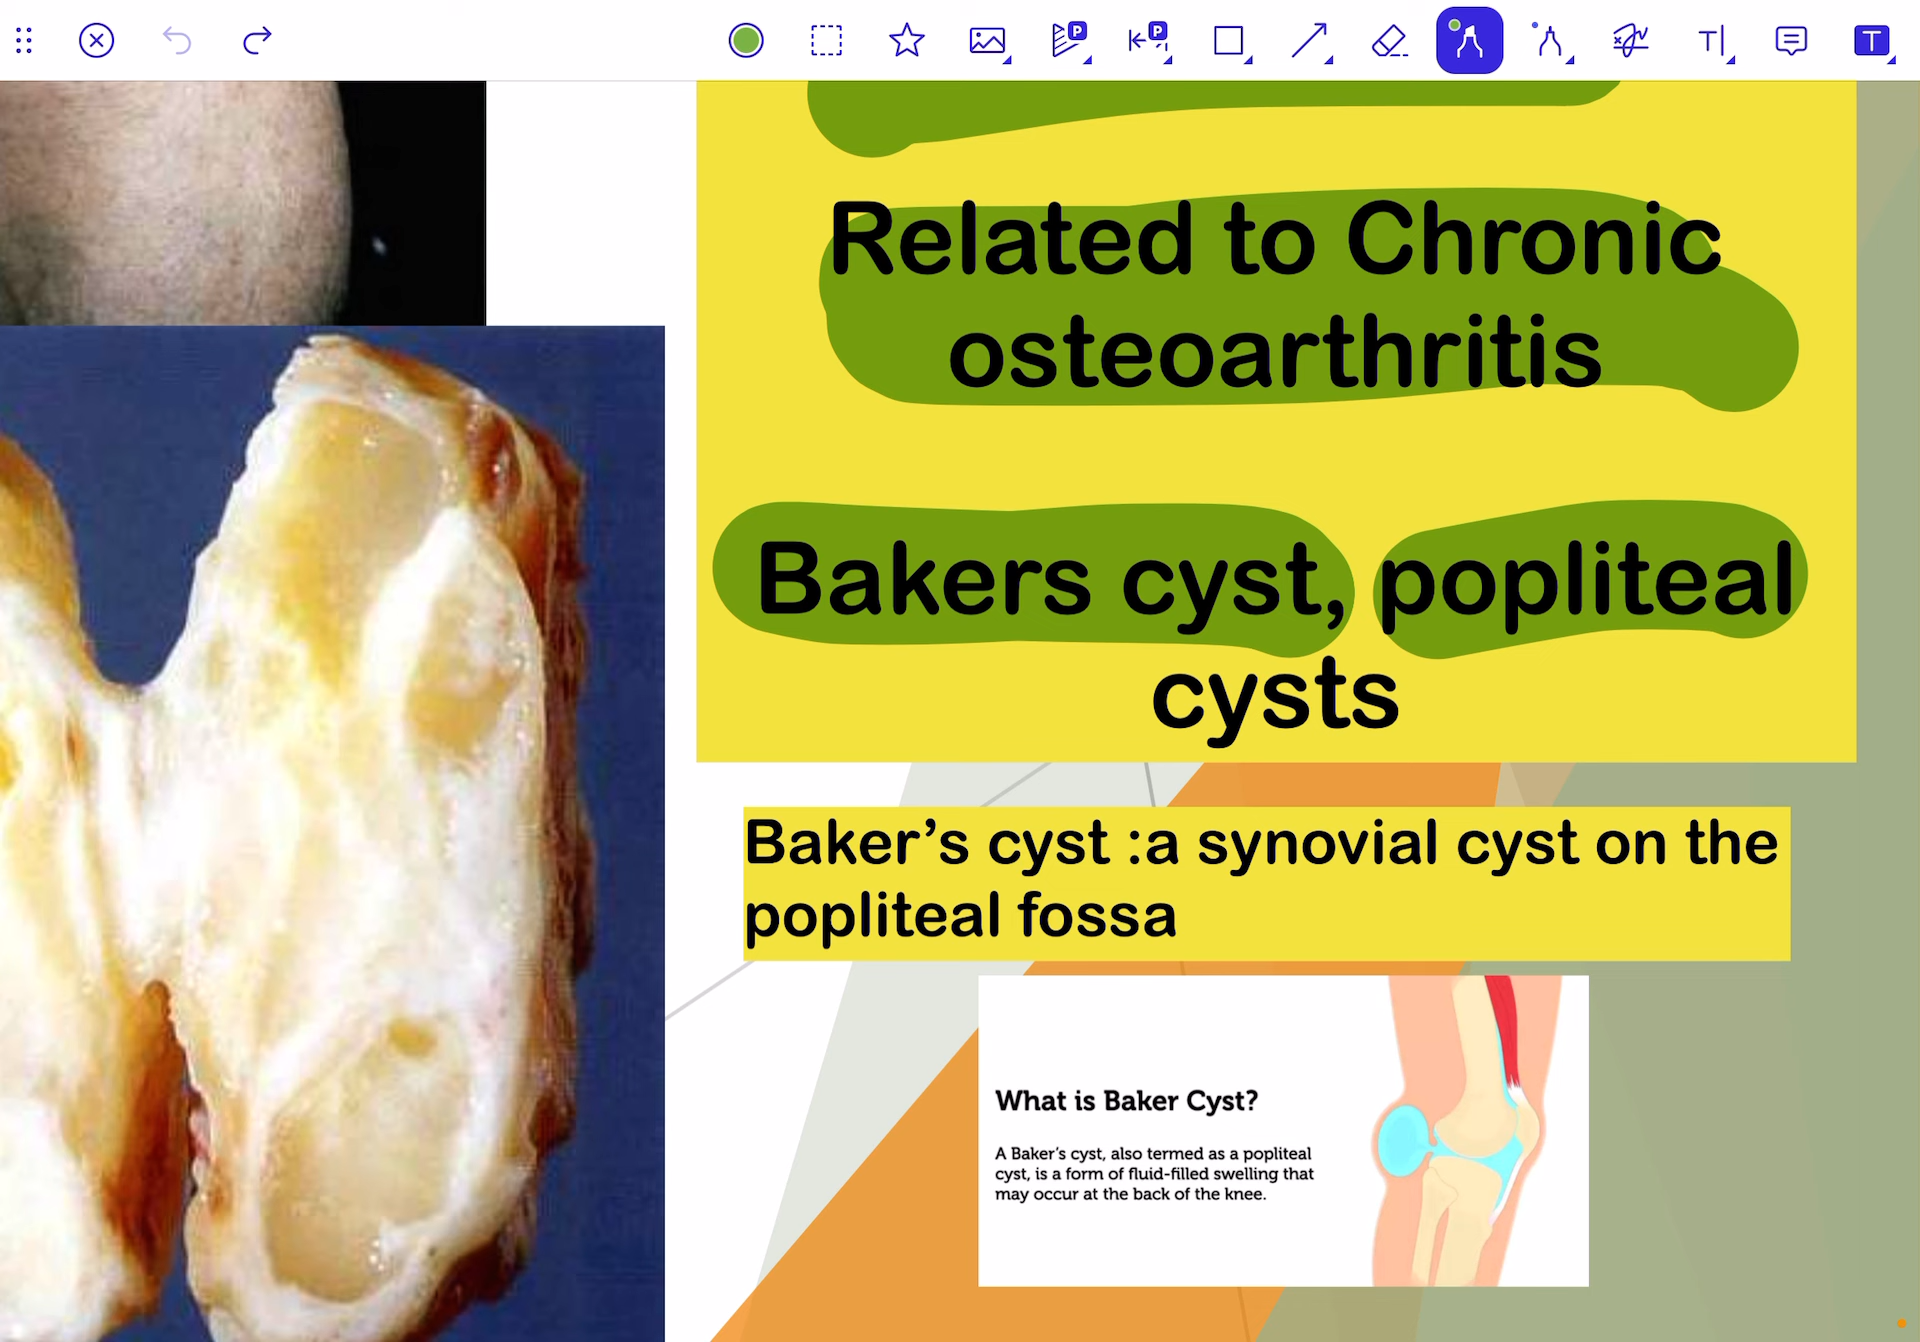 Related to Chronic
osteoarthritis
Bakers cyst, popliteal
cysts
Baker’s cyst :a synovial cyst on the
popliteal fossa
What is Baker Cyst?
A Baker’s cyst, also termed as a popliteal
cyst, is a form of fluid-filled swelling that
may occur at the back of the knee.